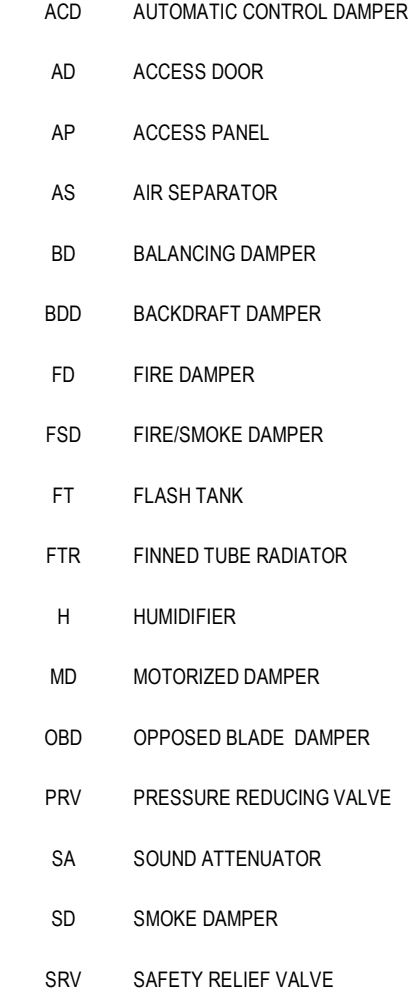 ACD AUTOMATIC CONTROL DAMPER
AD ACCESS DOOR
AP ACCESS PANEL
AS AIR SEPARATOR
BD BALANCING DAMPER
BDD BACKDRAFT DAMPER
FD FIRE DAMPER
FSD FIRE/SMOKE DAMPER
FT FLASH TANK
FTR FINNED TUBE RADIATOR
H HUMIDIFIER
MD MOTORIZED DAMPER
OBD OPPOSED BLADE DAMPER
PRV PRESSURE REDUCING VALVE
SA SOUND ATTENUATOR
SD SMOKE DAMPER
SRV SAFETY RELIEF VALVE